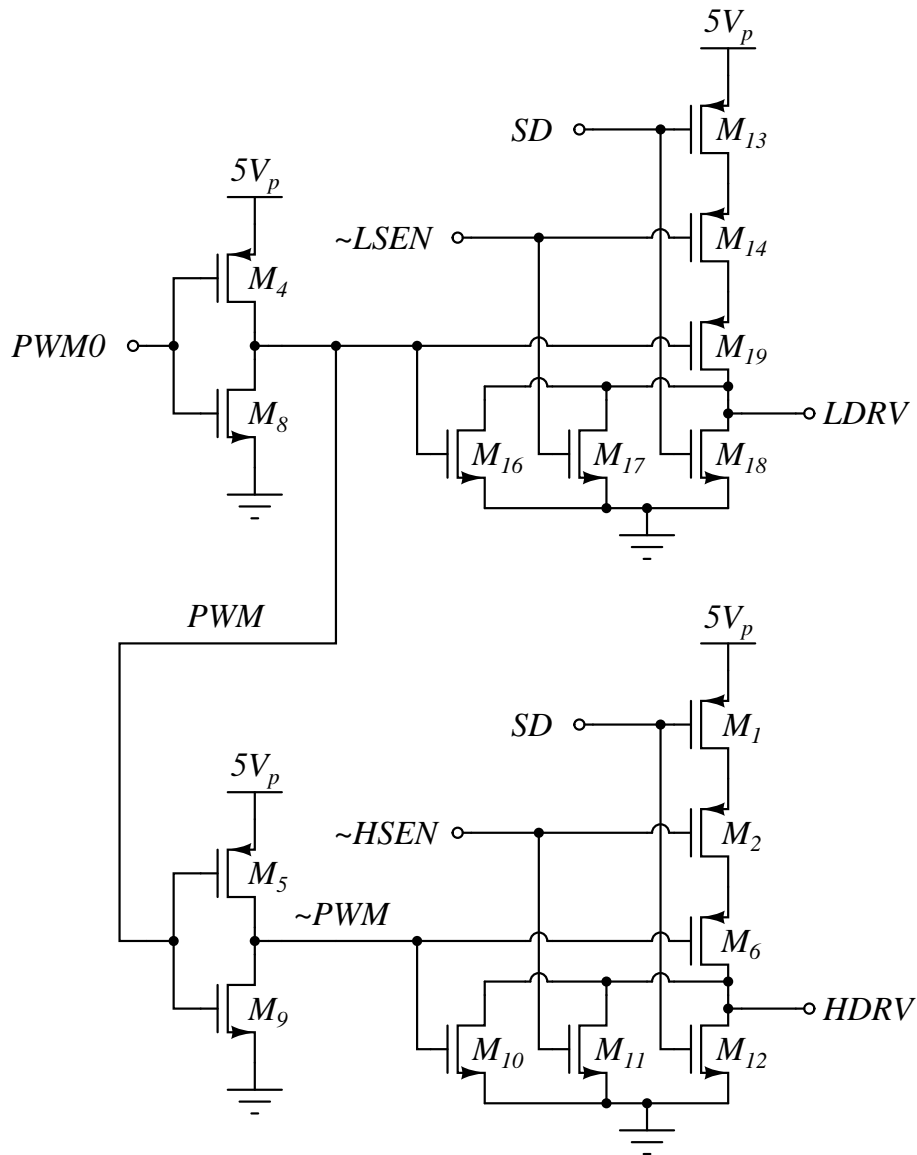 5V_p
SD
M_13
5V_p
~LSEN
M_14
M_4
PWM0
M_19
M_8
LDRV
M_16
M_17
M_18
PWM
5V_p
SD
M_1
5V_p
~HSEN
M_2
M_5
~PWM
M_6
M_9
HDRV
M_10
M_11
M_12